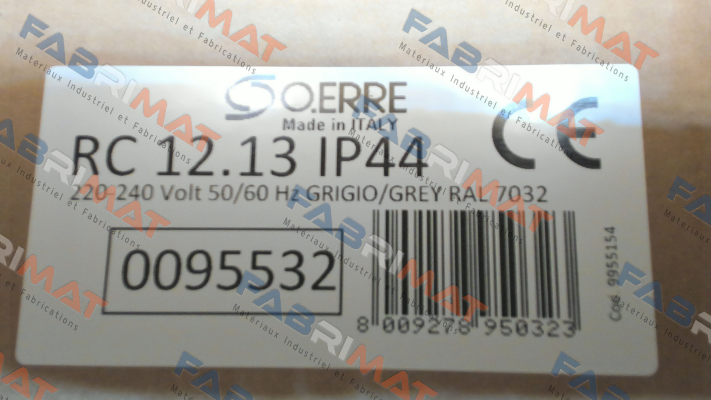 O.ERRE
Made in ITALY
RC 12.13 IP44
220-240 Volt 50/60 Hz GRIGIO/GREY RAL 7032
0095532
8 009278 950323
Cod. 9955154
CE
FABRIMAT
Materiaux Industriel et Fabrications